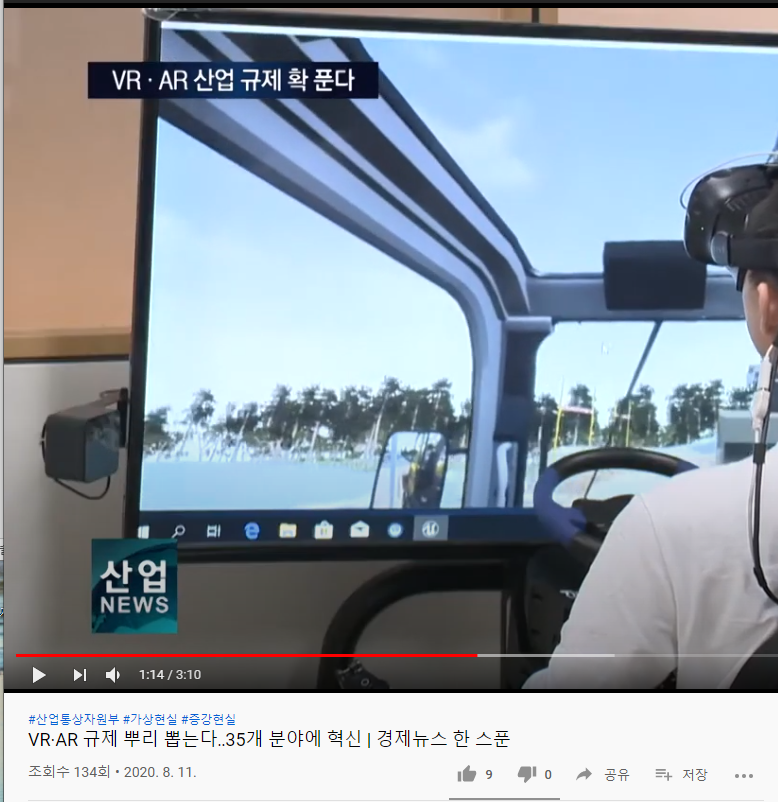 VR · AR 산업 규제 확 푼다
산업
NEWS
1:14 / 3:10
#산업통상자원부 #가상현실 #증강현실
VR·AR 규제 뿌리 뽑는다..35개 분야에 혁신 | 경제뉴스 한 스푼
조회수 134회 • 2020. 8. 11.
9
0
공유
저장